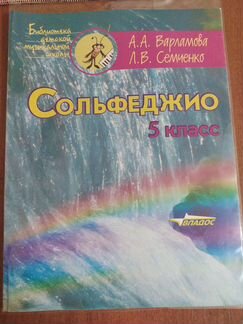 Библиотека
детской
музыкальной
школы
А.А. Варламова
Л.В. Семченко
Сольфеджио
5 класс
ВЛАДОС